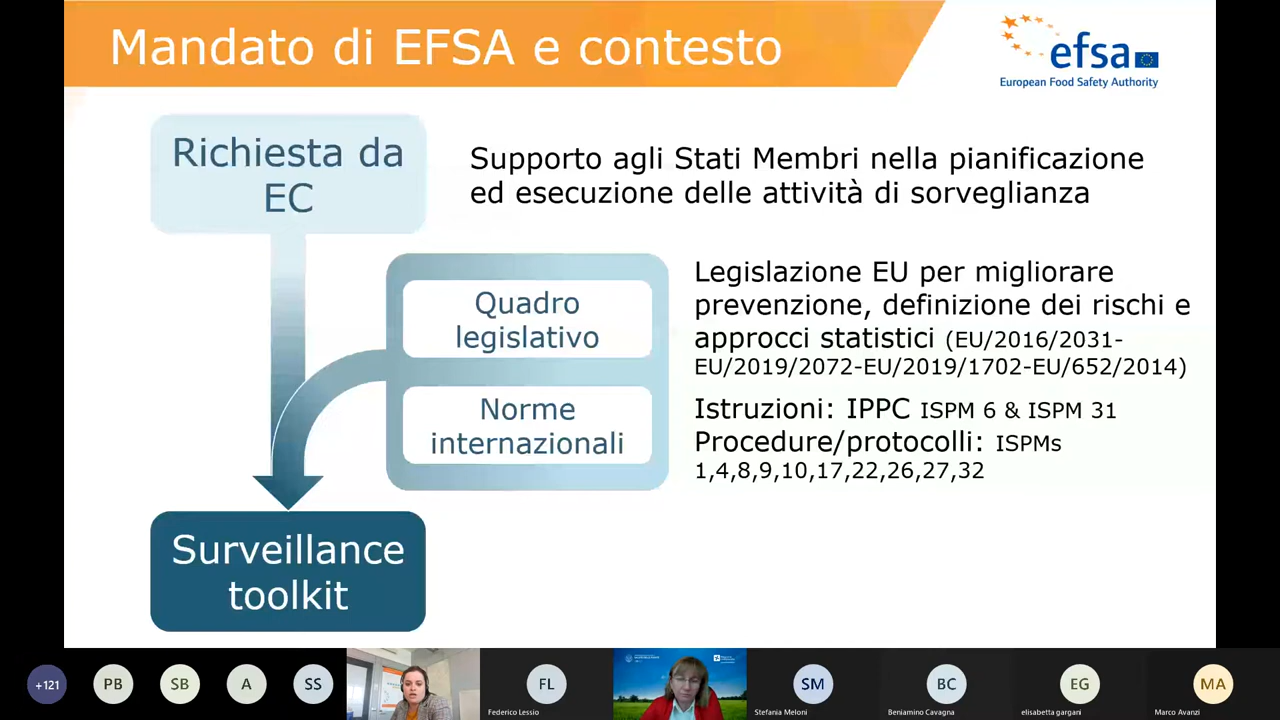 Mandato di EFSA e contesto
efsa
European Food Safety Authority
Richiesta da
EC
Supporto agli Stati Membri nella pianificazione
ed esecuzione delle attività di sorveglianza
Quadro
legislativo
Legislazione EU per migliorare
prevenzione, definizione dei rischi e
approcci statistici (EU/2016/2031-
EU/2019/2072-EU/2019/1702-EU/652/2014)
Norme
internazionali
Istruzioni: IPPC ISPM 6 & ISPM 31
Procedure/protocolli: ISPMs
1,4,8,9,10,17,22,26,27,32
Surveillance
toolkit
+121
PB
SB
A
SS
FL
Federico Lessio
SM
Stefania Meloni
BC
Beniamino Cavagna
EG
elisabetta gargani
MA
Marco Avanzi